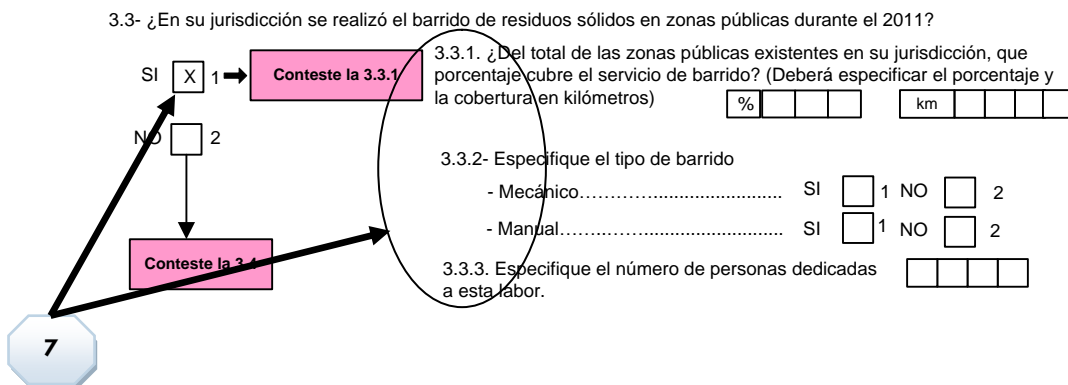 3.3- ¿En su jurisdicción se realizó el barrido de residuos sólidos en zonas públicas durante el 2011?
SI X 1 Conteste la 3.3.1
NO 2
Conteste la 3.4
7
3.3.1. ¿Del total de las zonas públicas existentes en su jurisdicción, que
porcentaje cubre el servicio de barrido? (Deberá especificar el porcentaje y
la cobertura en kilómetros) % km
3.3.2- Especifique el tipo de barrido
- Mecánico…………....................... SI 1 NO 2
- Manual…….……......................... SI 1 NO 2
3.3.3. Especifique el número de personas dedicadas
a esta labor.